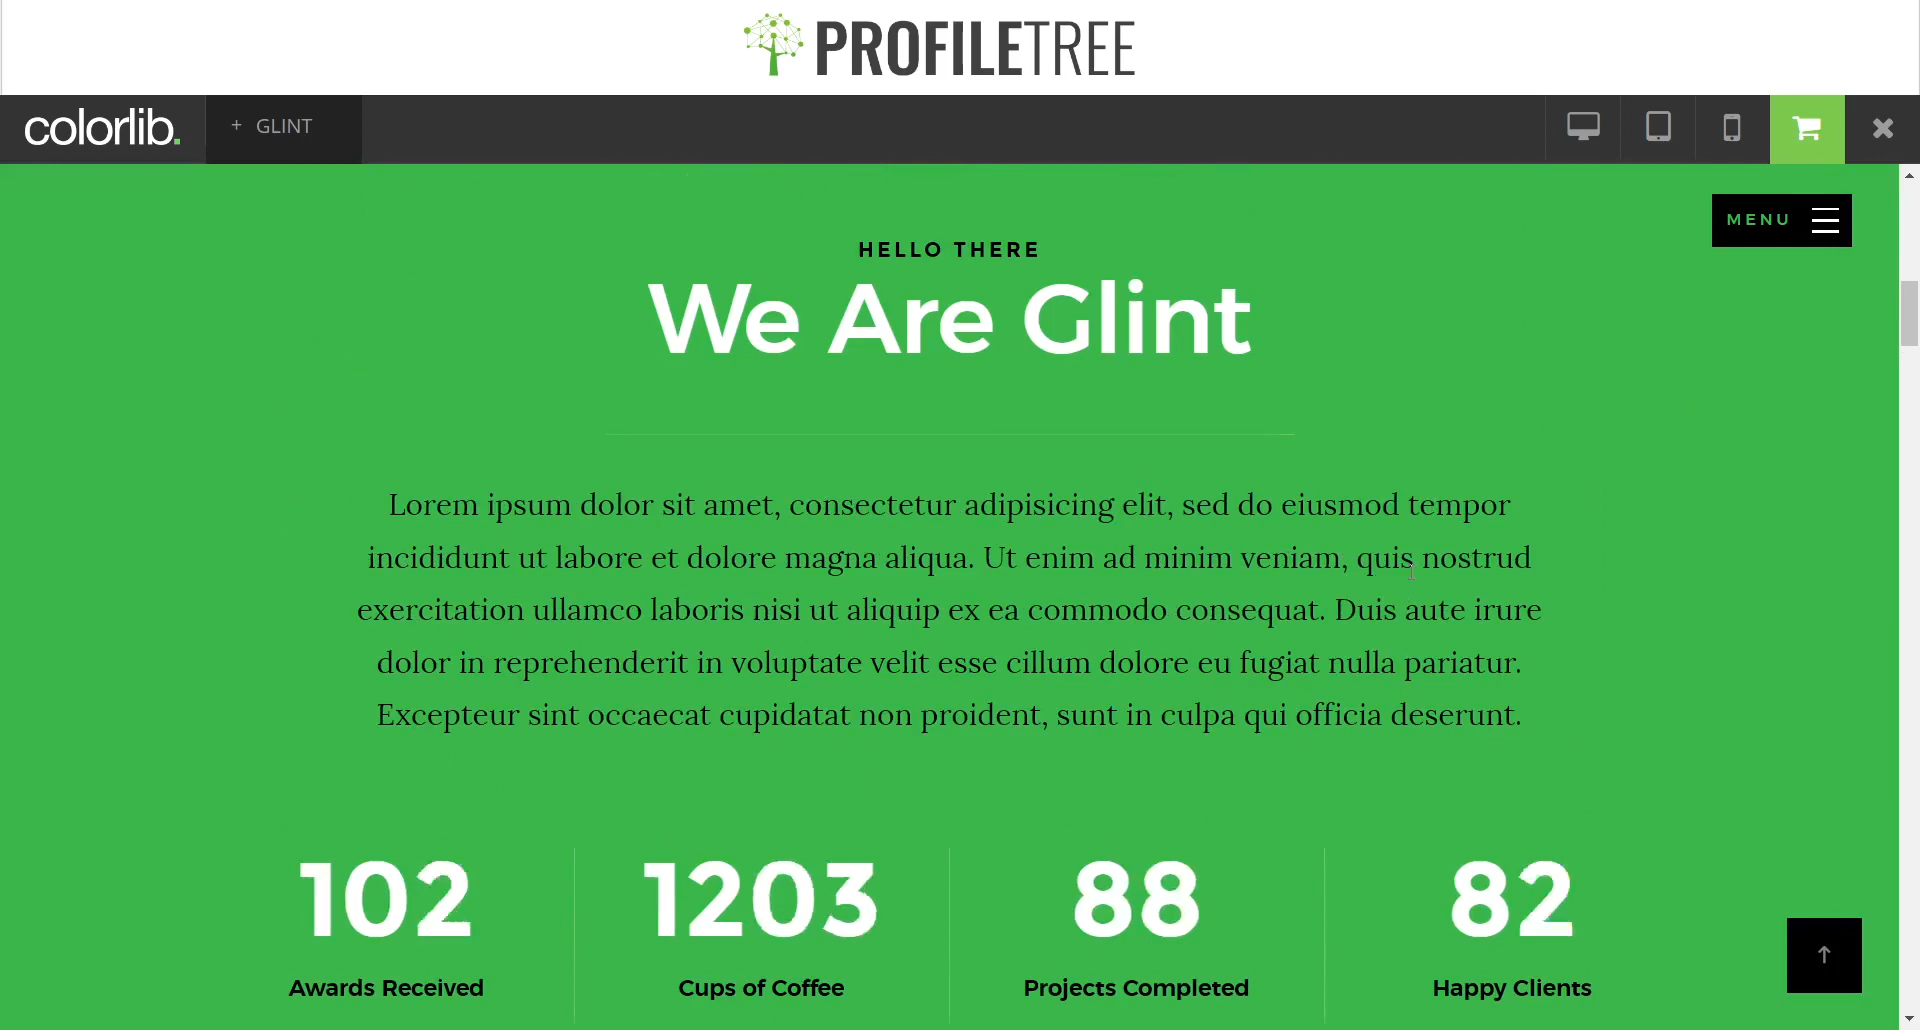 PROFILETREE
colorlib.
+ GLINT
MENU
HELLO THERE
We Are Glint
Lorem ipsum dolor sit amet, consectetur adipisicing elit, sed do eiusmod tempor
incididunt ut labore et dolore magna aliqua. Ut enim ad minim veniam, quis nostrud
exercitation ullamco laboris nisi ut aliquip ex ea commodo consequat. Duis aute irure
dolor in reprehenderit in voluptate velit esse cillum dolore eu fugiat nulla pariatur.
Excepteur sint occaecat cupidatat non proident, sunt in culpa qui officia deserunt.
102 1203 88 82
Awards Received Cups of Coffee Projects Completed Happy Clients